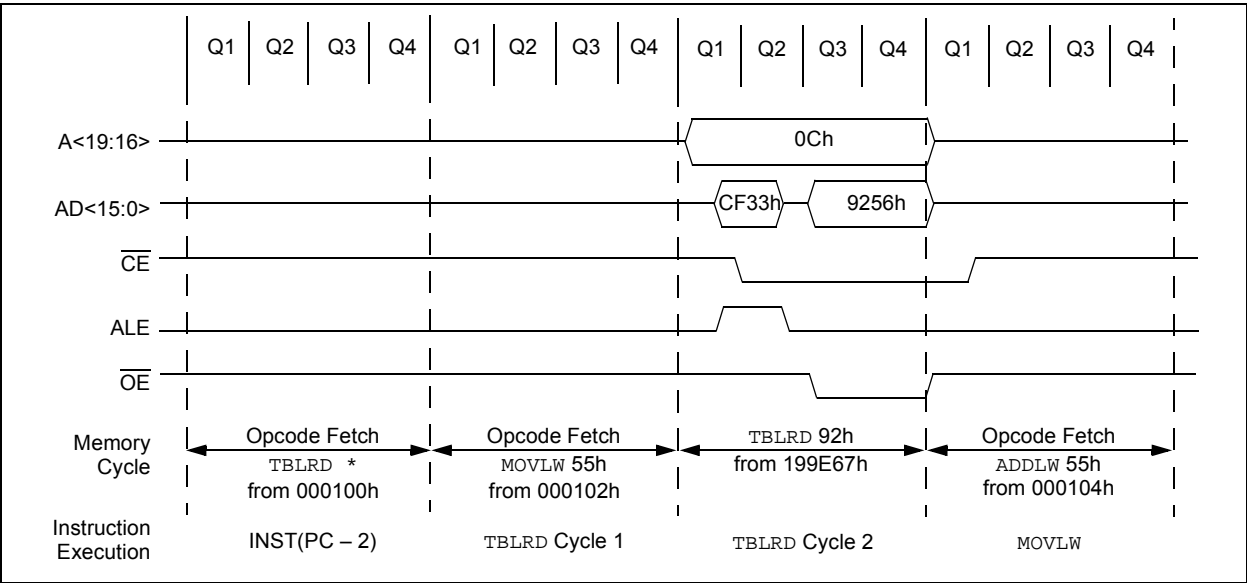 Q1 Q2 Q3 Q4 Q1 Q2 Q3 Q4 Q1 Q2 Q3 Q4 Q1 Q2 Q3 Q4
A<19:16> 0Ch
AD<15:0> CF33h 9256h
CE
ALE
OE
Memory Cycle
Opcode Fetch
TBLRD *
from 000100h
Opcode Fetch
MOVLW 55h
from 000102h
TBLRD 92h
from 199E67h
Opcode Fetch
ADDLW 55h
from 000104h
Instruction Execution
INST(PC – 2)
TBLRD Cycle 1
TBLRD Cycle 2
MOVLW